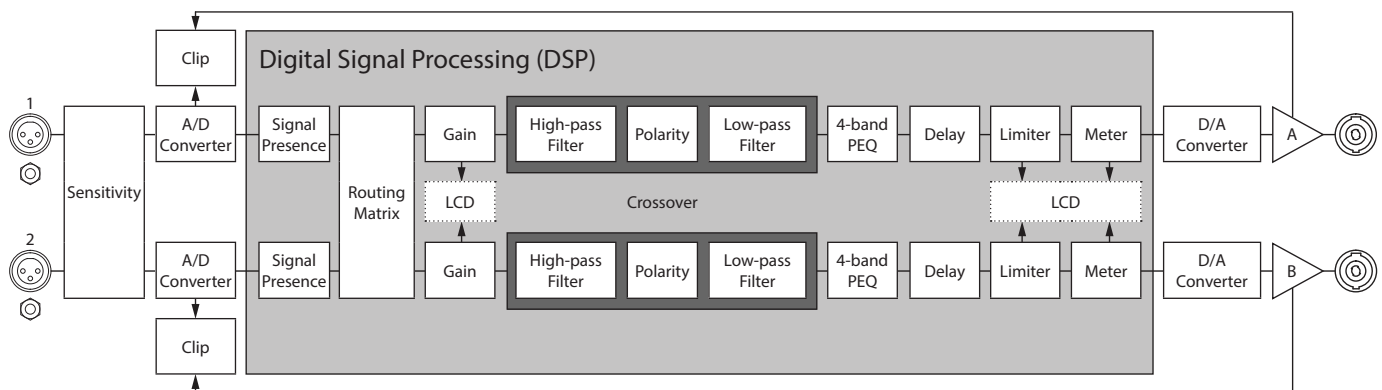 Clip
Digital Signal Processing (DSP)
1
Sensitivity
A/D
Converter
Signal
Presence
Routing
Matrix
Gain
High-pass
Filter
Polarity
Low-pass
Filter
4-band
PEQ
Delay
Limiter
Meter
D/A
Converter
A
LCD
Crossover
LCD
2
A/D
Converter
Signal
Presence
Gain
High-pass
Filter
Polarity
Low-pass
Filter
4-band
PEQ
Delay
Limiter
Meter
D/A
Converter
B
Clip